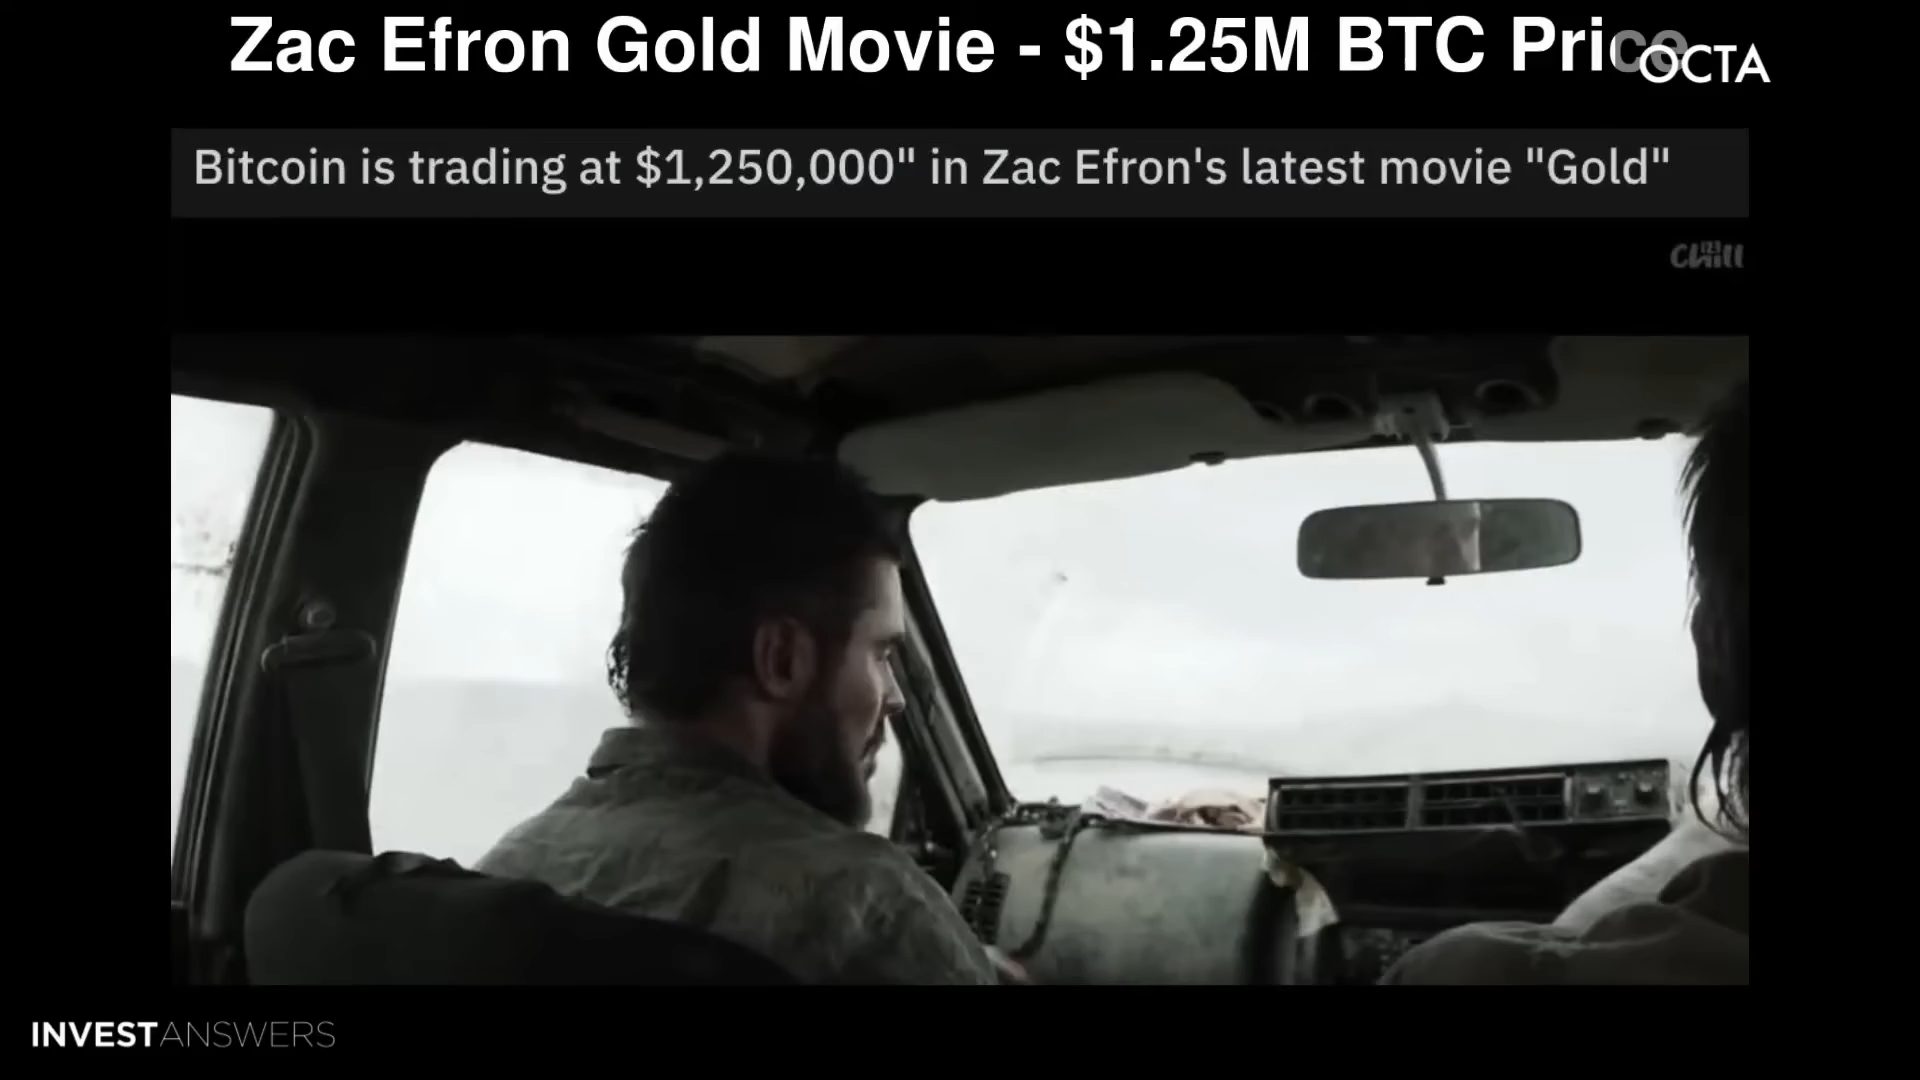 Zac Efron Gold Movie - $1.25M BTC Price
OCTA
Bitcoin is trading at $1,250,000" in Zac Efron's latest movie "Gold"
123
Chill
INVESTANSWERS